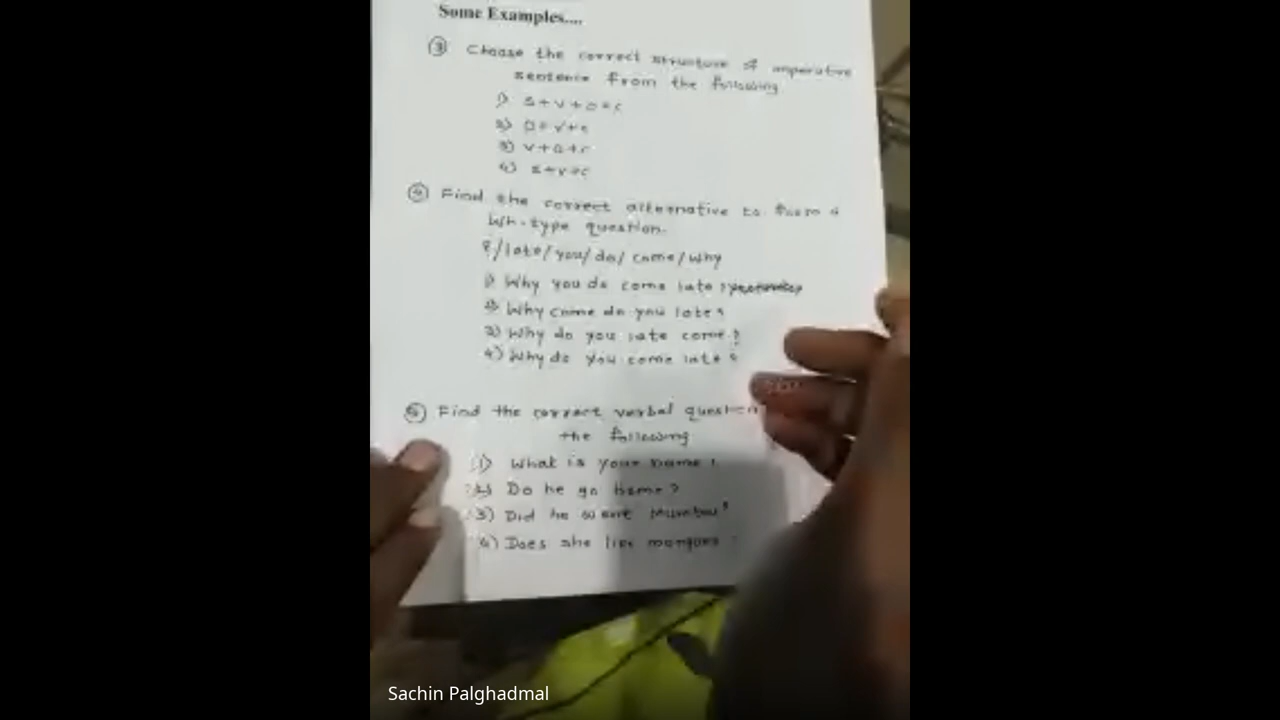 Some Examples....
③ Choose the correct structure of imperative
sentence from the following
1) S+V+O+C
2) O+V+C
3) V+O+C
4) S+V+C
④ Find the correct alternative to form a
Wh-type question.
?/late/you/do/come/why
1) Why you do come late ?
2) Why come do you late?
3) Why do you late come?
4) Why do you come late?
⑤ Find the correct verbal question
the following
(1) What is your name?
(2) Do he go home?
(3) Did he went Mumbai?
(4) Does she like mangoes?
Sachin Palghadmal